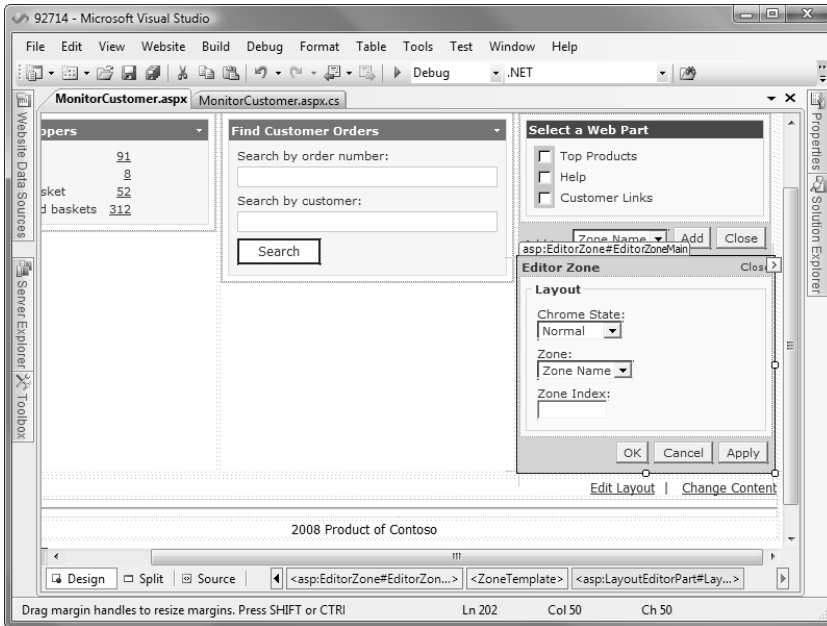 92714 - Microsoft Visual Studio
File Edit View Website Build Debug Format Table Tools Test Window Help
Debug .NET
MonitorCustomer.aspx MonitorCustomer.aspx.cs
Website Data Sources
Server Explorer
Toolbox
Properties
Solution Explorer
ppers
91
8
sket 52
d baskets 312
Find Customer Orders
Search by order number:
Search by customer:
Search
Select a Web Part
Top Products
Help
Customer Links
Zone Name Add Close
asp:EditorZone#EditorZoneMain
Editor Zone Clos
Layout
Chrome State:
Normal
Zone:
Zone Name
Zone Index:
OK Cancel Apply
Edit Layout | Change Content
2008 Product of Contoso
Design Split Source <asp:EditorZone#EditorZon...> <ZoneTemplate> <asp:LayoutEditorPart#Lay...>
Drag margin handles to resize margins. Press SHIFT or CTRl Ln 202 Col 50 Ch 50